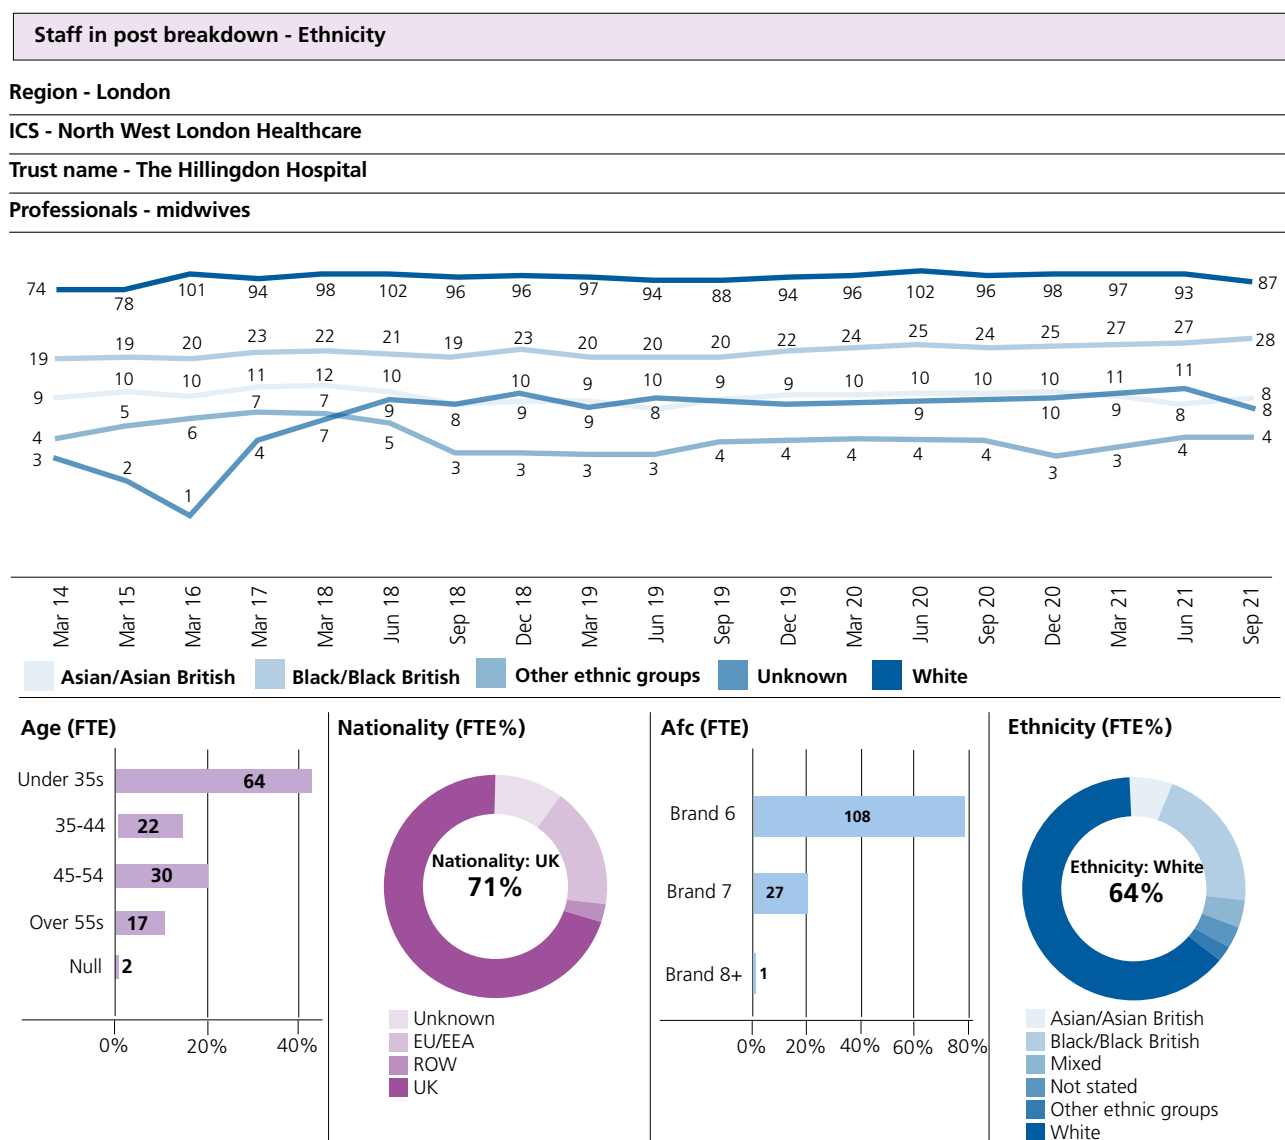 Staff in post breakdown - Ethnicity
Region - London
ICS - North West London Healthcare
Trust name - The Hillingdon Hospital
Professionals - midwives
74 78 101 94 98 102 96 96 97 94 88 94 96 102 96 98 97 93 87
19 19 20 23 22 21 19 23 20 20 20 22 24 25 24 25 27 27 28
9 10 10 11 12 10 10 9 10 9 9 10 10 10 10 11 11 8
4 5 6 7 7 9 8 9 9 8 9 10 9 8 8
3 2 1 4 7 5 3 3 3 3 4 4 4 4 4 3 3 4 4
Mar 14 Mar 15 Mar 16 Mar 17 Mar 18 Jun 18 Sep 18 Dec 18 Mar 19 Jun 19 Sep 19 Dec 19 Mar 20 Jun 20 Sep 20 Dec 20 Mar 21 Jun 21 Sep 21
Asian/Asian British Black/Black British Other ethnic groups Unknown White
Age (FTE)
Under 35s 64
35-44 22
45-54 30
Over 55s 17
Null 2
0% 20% 40%
Nationality (FTE%)
Nationality: UK
71%
Unknown
EU/EEA
ROW
UK
Afc (FTE)
Brand 6 108
Brand 7 27
Brand 8+ 1
0% 20% 40% 60% 80%
Ethnicity (FTE%)
Ethnicity: White
64%
Asian/Asian British
Black/Black British
Mixed
Not stated
Other ethnic groups
White